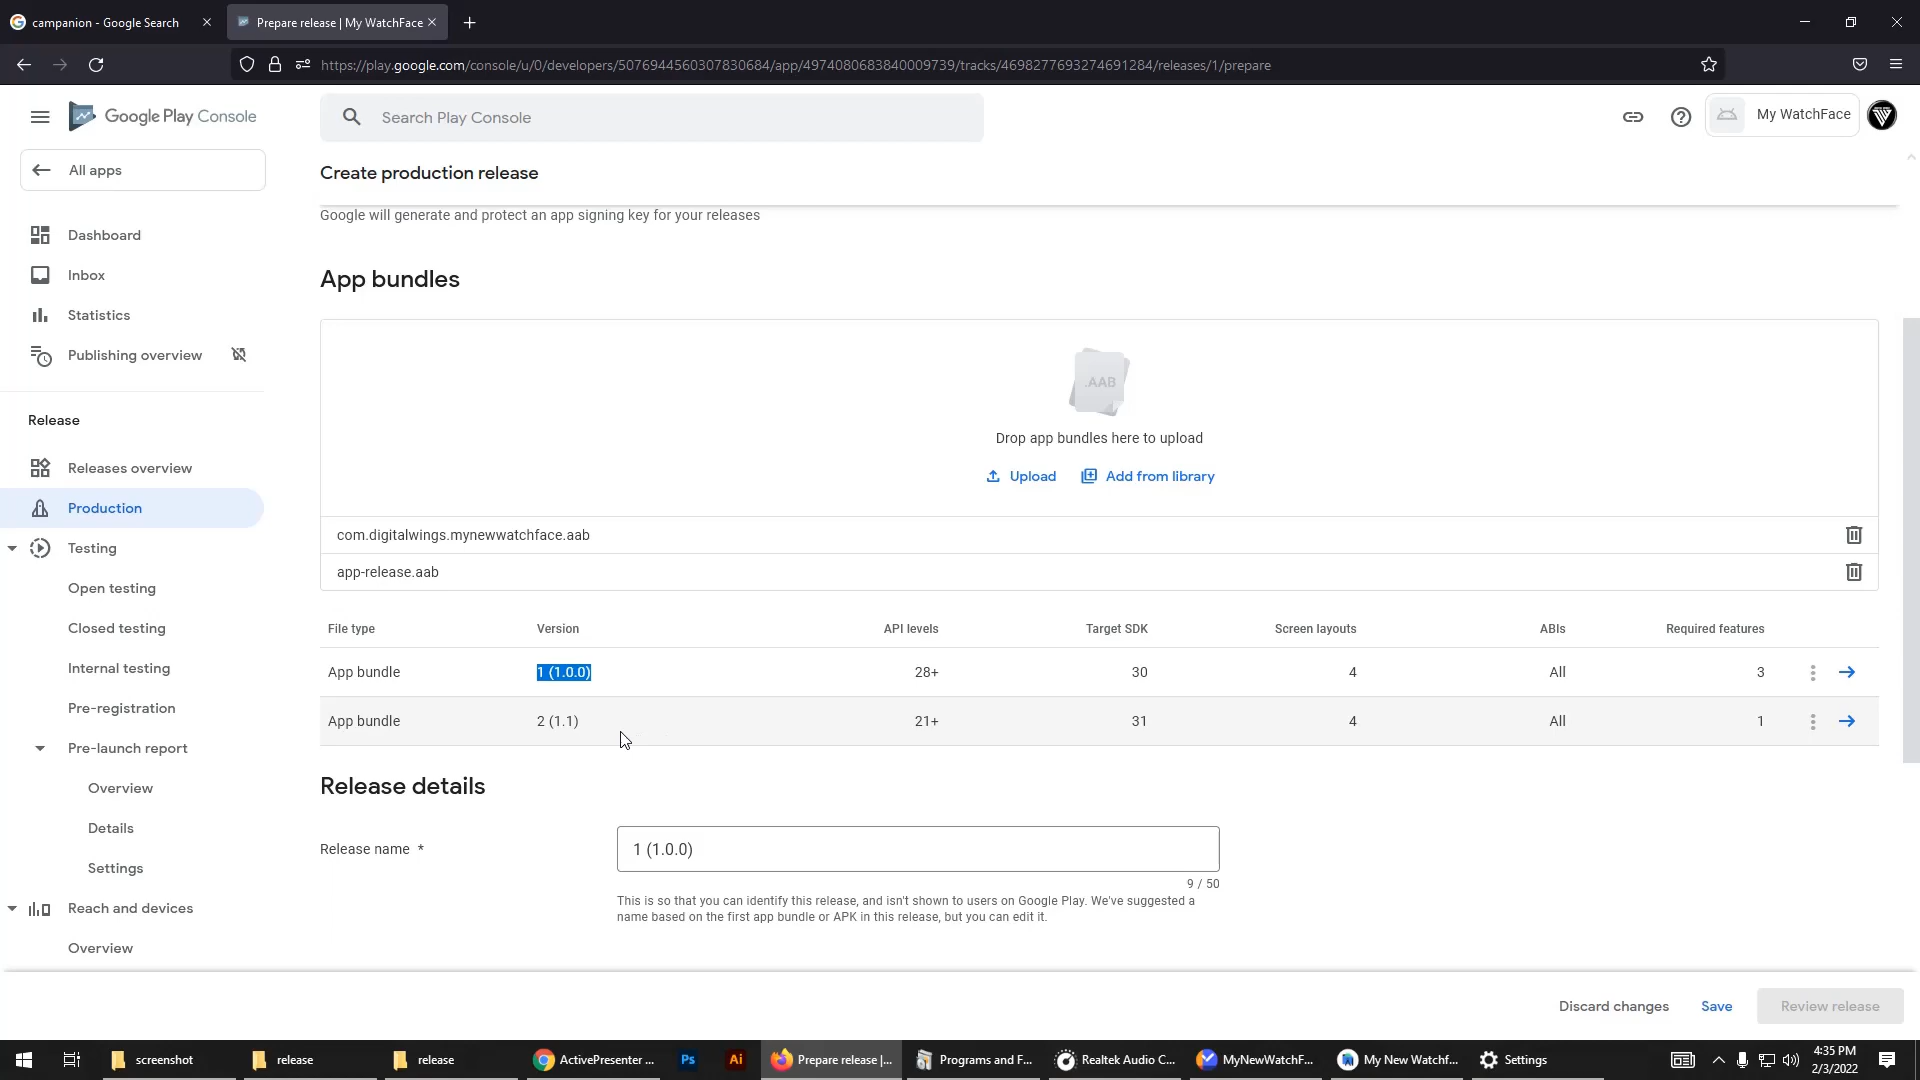 campanion - Google Search
Prepare release | My WatchFace
https://play.google.com/console/u/0/developers/5076944560307830684/app/4974080683840009739/tracks/4698277693274691284/releases/1/prepare
Google Play Console
Search Play Console
My WatchFace
All apps
Create production release
Google will generate and protect an app signing key for your releases
Dashboard
Inbox
Statistics
Publishing overview
Release
Releases overview
Production
Testing
Open testing
Closed testing
Internal testing
Pre-registration
Pre-launch report
Overview
Details
Settings
Reach and devices
Overview
App bundles
.AAB
Drop app bundles here to upload
Upload
Add from library
com.digitalwings.mynewwatchface.aab
app-release.aab
File type Version API levels Target SDK Screen layouts ABIs Required features
App bundle 1 (1.0.0) 28+ 30 4 All 3
App bundle 2 (1.1) 21+ 31 4 All 1
Release details
Release name *
1 (1.0.0)
9 / 50
This is so that you can identify this release, and isn't shown to users on Google Play. We've suggested a
name based on the first app bundle or APK in this release, but you can edit it.
Discard changes
Save
Review release
screenshot
release
release
ActivePresenter ...
Ps
Ai
Prepare release |...
Programs and F...
Realtek Audio C...
MyNewWatchF...
My New Watchf...
Settings
4:35 PM
2/3/2022